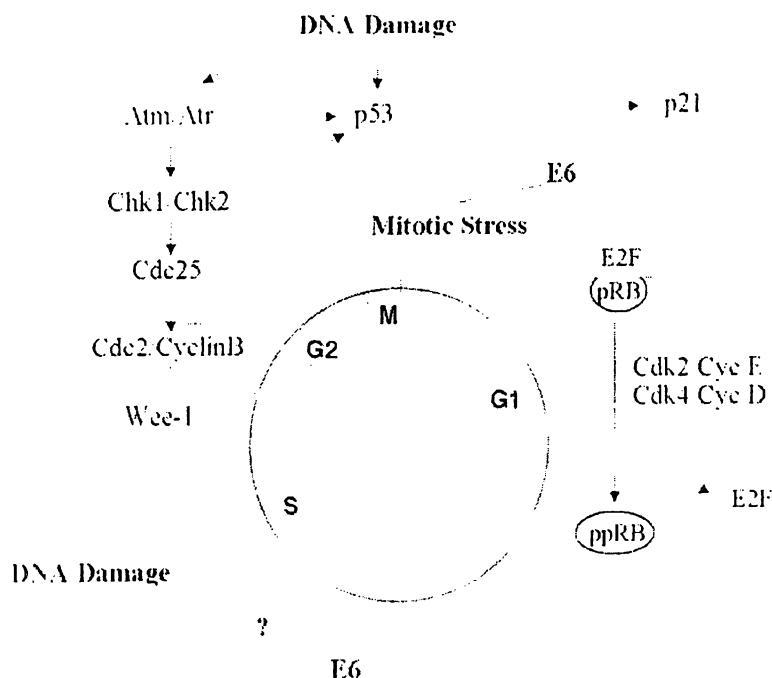 DNA Damage
Atm Atr
p53
p21
E6
Chk1 Chk2
Mitotic Stress
Cdc25
E2F
pRB
M
Cdc2 CyclinB
G2
Cdk2 Cyc E
G1
Cdk4 Cyc D
Wee-1
S
E2F
ppRB
DNA Damage
?
E6